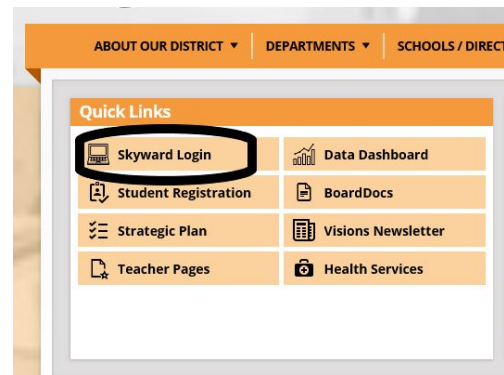 ABOUT OUR DISTRICT ▼ DEPARTMENTS ▼ SCHOOLS / DIRECT
Quick Links
Skyward Login Data Dashboard
Student Registration BoardDocs
Strategic Plan Visions Newsletter
Teacher Pages Health Services